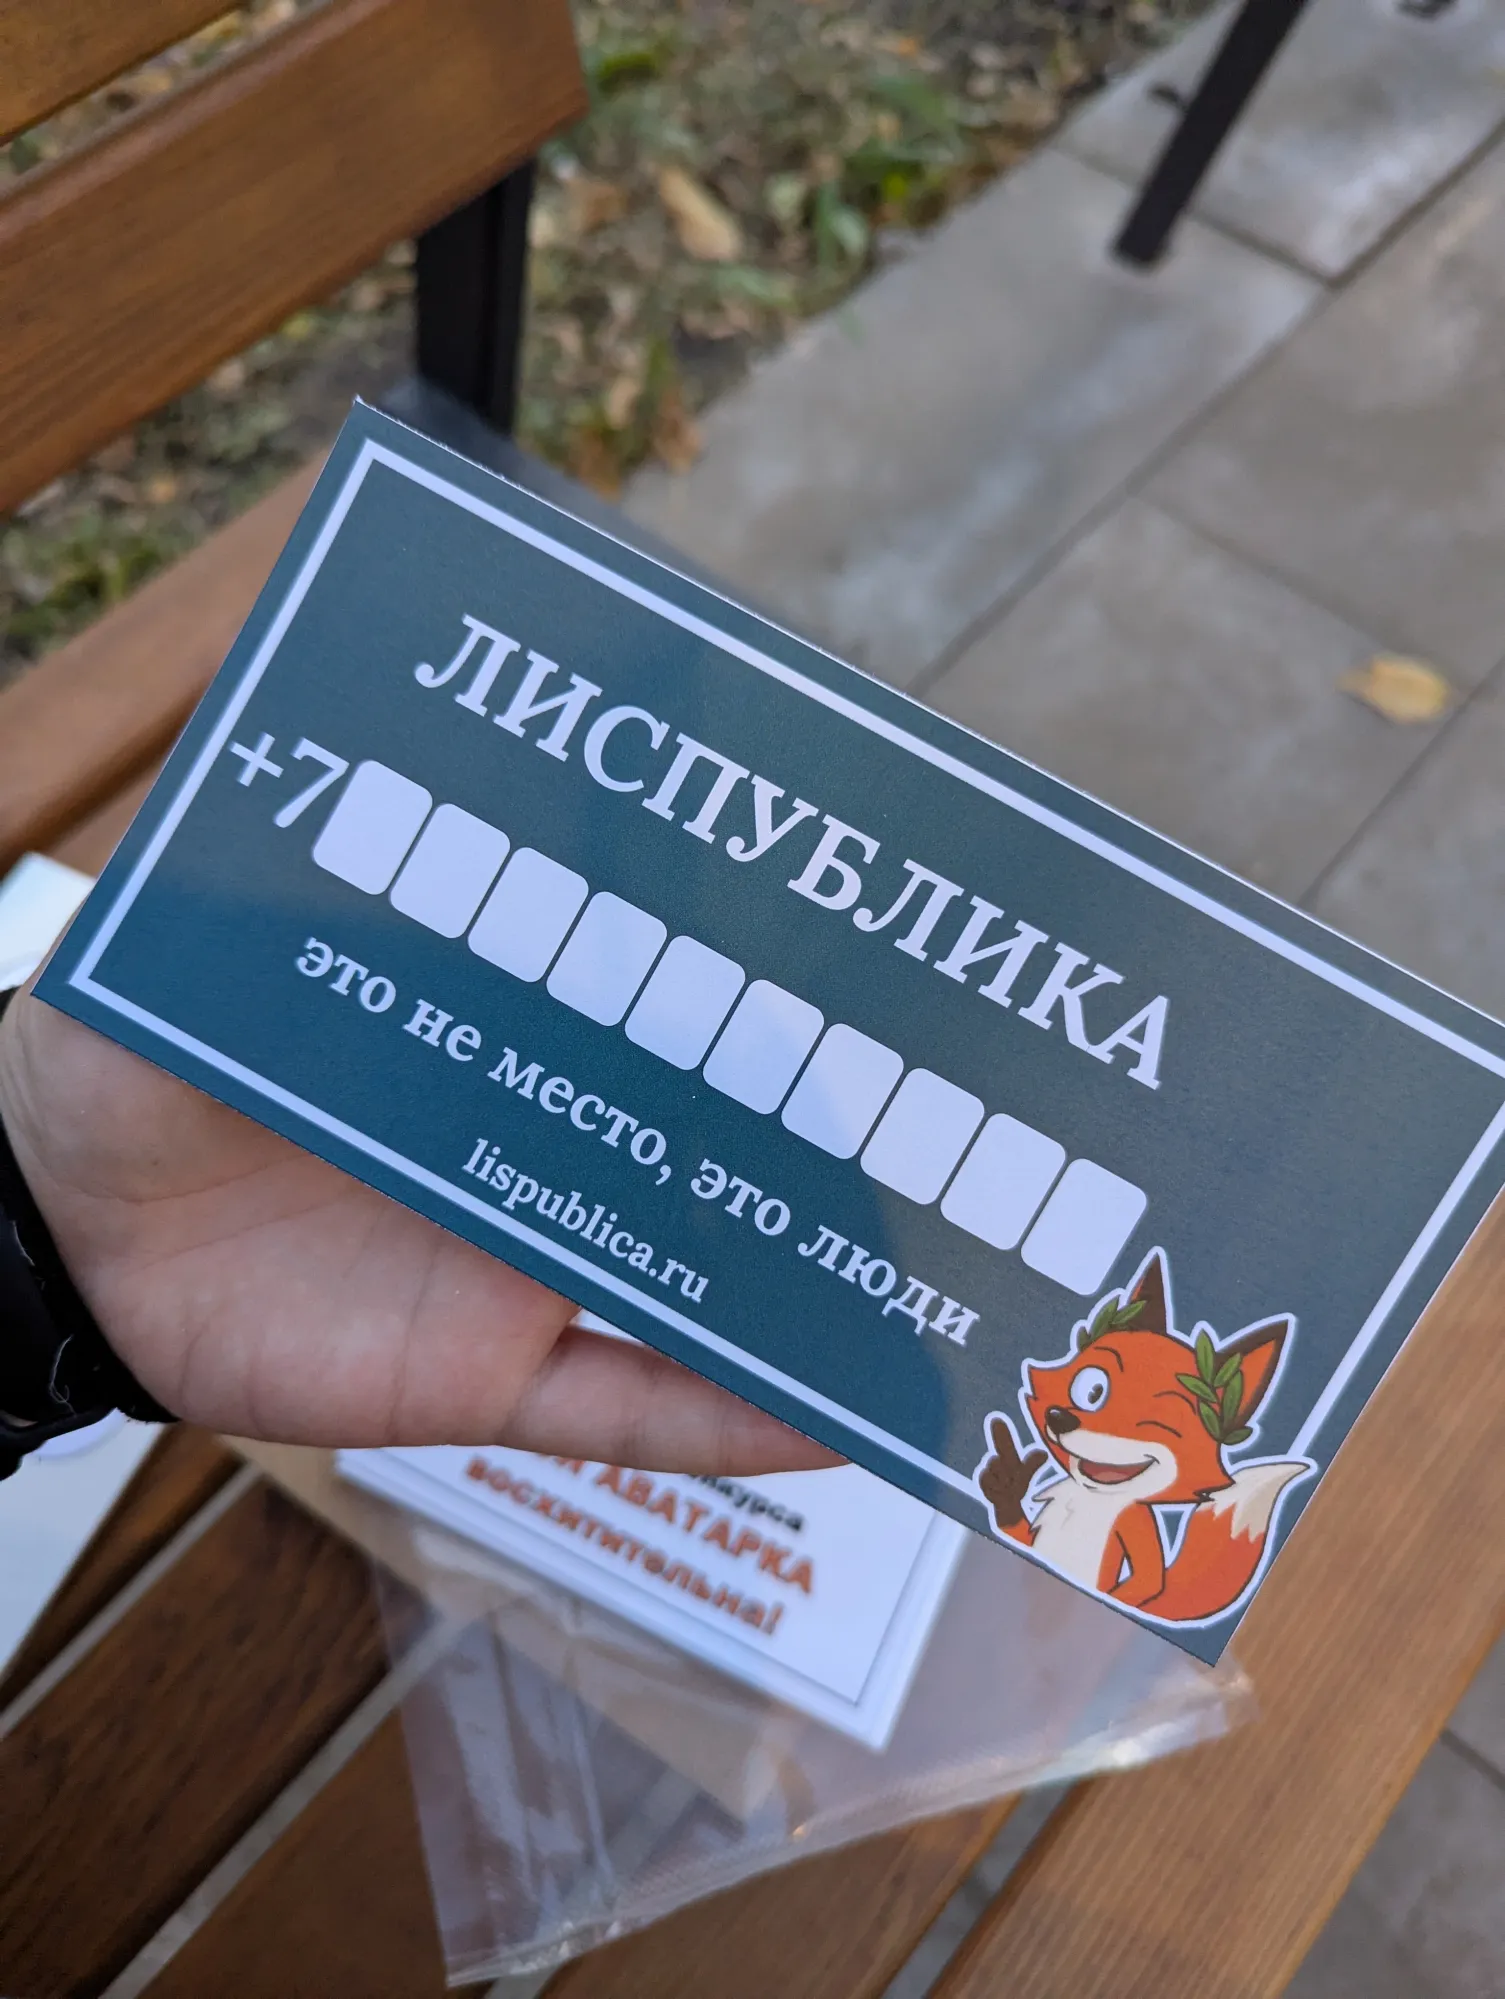 ЛИСПУБЛИКА
+7
это не место, это люди
lispublica.ru
АВАТАРКА
восхитительна!